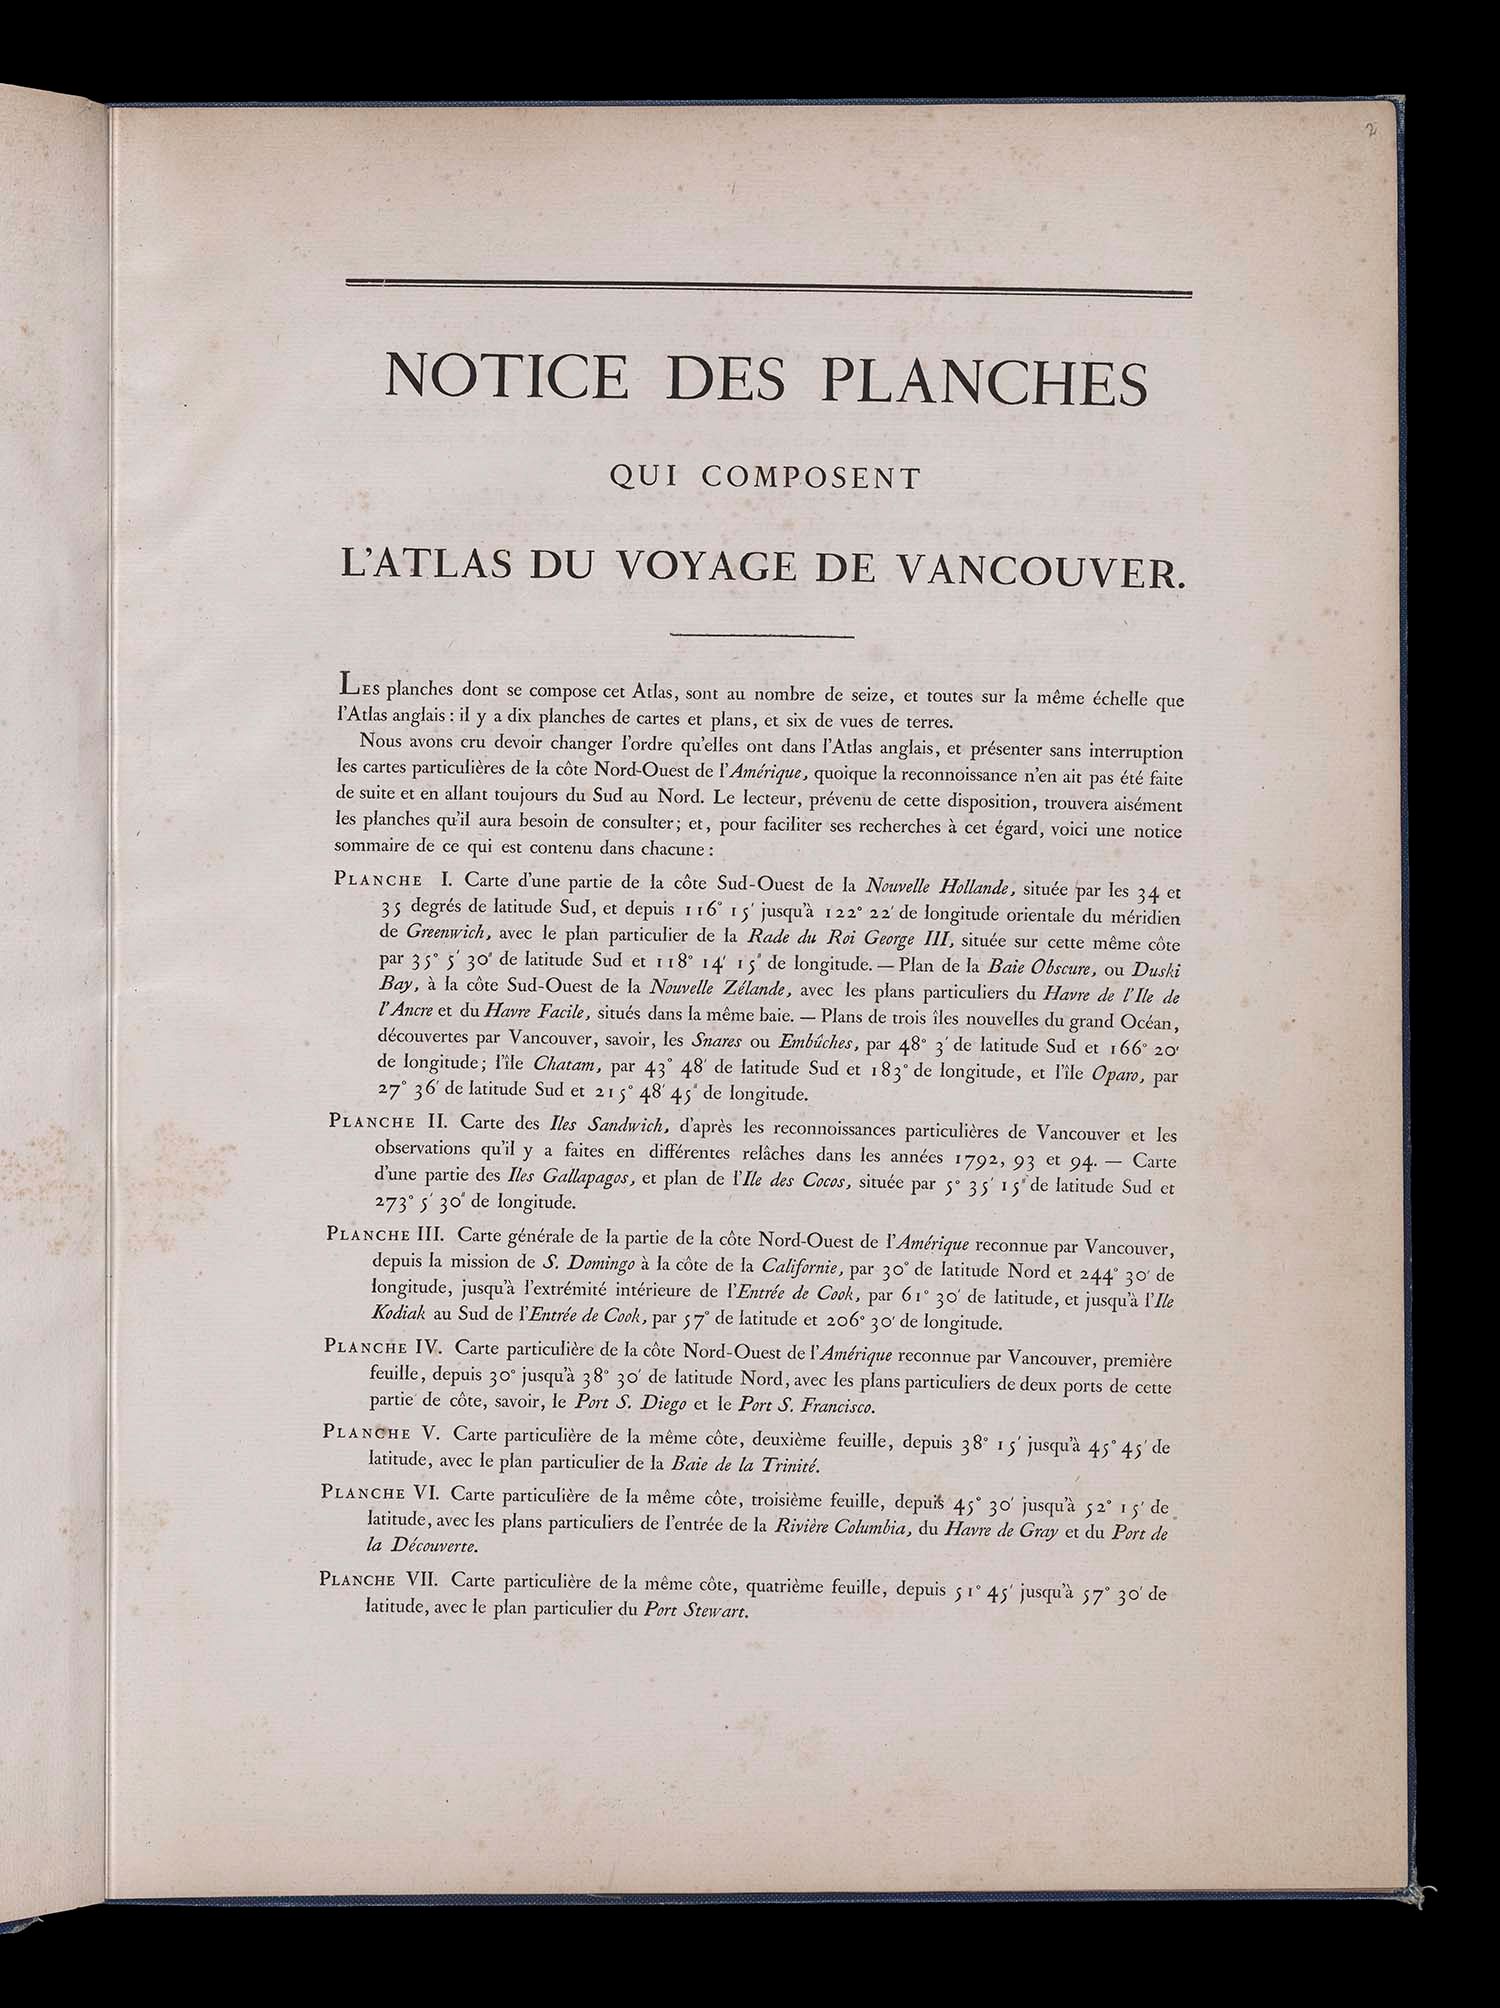 2
NOTICE DES PLANCHES
QUI COMPOSENT
L'ATLAS DU VOYAGE DE VANCOUVER.
LES planches dont se compose cet Atlas, sont au nombre de seize, et toutes sur la même échelle que
l'Atlas anglais : il y a dix planches de cartes et plans, et six de vues de terres.
Nous avons cru devoir changer l'ordre qu'elles ont dans l'Atlas anglais, et présenter sans interruption
les cartes particulières de la côte Nord-Ouest de l'Amérique, quoique la reconnoissance n'en ait pas été faite
de suite et en allant toujours du Sud au Nord. Le lecteur, prévenu de cette disposition, trouvera aisément
les planches qu'il aura besoin de consulter; et, pour faciliter ses recherches à cet égard, voici une notice
sommaire de ce qui est contenu dans chacune :
PLANCHE I. Carte d'une partie de la côte Sud-Ouest de la Nouvelle Hollande, située par les 34 et
35 degrés de latitude Sud, et depuis 116° 15′ jusqu'à 122° 22′ de longitude orientale du méridien
de Greenwich, avec le plan particulier de la Rade du Roi George III, située sur cette même côte
par 35° 5′ 30″ de latitude Sud et 118° 14′ 15″ de longitude. — Plan de la Baie Obscure, ou Duski
Bay, à la côte Sud-Ouest de la Nouvelle Zélande, avec les plans particuliers du Havre de l'Ile de
l'Ancre et du Havre Facile, situés dans la même baie. — Plans de trois îles nouvelles du grand Océan,
découvertes par Vancouver, savoir, les Snares ou Embûches, par 48° 3′ de latitude Sud et 166° 20′
de longitude; l'île Chatam, par 43° 48′ de latitude Sud et 183° de longitude, et l'île Oparo, par
27° 36′ de latitude Sud et 215° 48′ 45″ de longitude.
PLANCHE II. Carte des Iles Sandwich, d'après les reconnoissances particulières de Vancouver et les
observations qu'il y a faites en différentes relâches dans les années 1792, 93 et 94. — Carte
d'une partie des Iles Gallapagos, et plan de l'Ile des Cocos, située par 5° 35′ 15″ de latitude Sud et
273° 5′ 30″ de longitude.
PLANCHE III. Carte générale de la partie de la côte Nord-Ouest de l'Amérique reconnue par Vancouver,
depuis la mission de S. Domingo à la côte de la Californie, par 30° de latitude Nord et 244° 30′ de
longitude, jusqu'à l'extrémité intérieure de l'Entrée de Cook, par 61° 30′ de latitude, et jusqu'à l'Ile
Kodiak au Sud de l'Entrée de Cook, par 57° de latitude et 206° 30′ de longitude.
PLANCHE IV. Carte particulière de la côte Nord-Ouest de l'Amérique reconnue par Vancouver, première
feuille, depuis 30° jusqu'à 38° 30′ de latitude Nord, avec les plans particuliers de deux ports de cette
partie de côte, savoir, le Port S. Diego et le Port S. Francisco.
PLANCHE V. Carte particulière de la même côte, deuxième feuille, depuis 38° 15′ jusqu'à 45° 45′ de
latitude, avec le plan particulier de la Baie de la Trinité.
PLANCHE VI. Carte particulière de la même côte, troisième feuille, depuis 45° 30′ jusqu'à 52° 15′ de
latitude, avec les plans particuliers de l'entrée de la Rivière Columbia, du Havre de Gray et du Port de
la Découverte.
PLANCHE VII. Carte particulière de la même côte, quatrième feuille, depuis 51° 45′ jusqu'à 57° 30′ de
latitude, avec le plan particulier du Port Stewart.